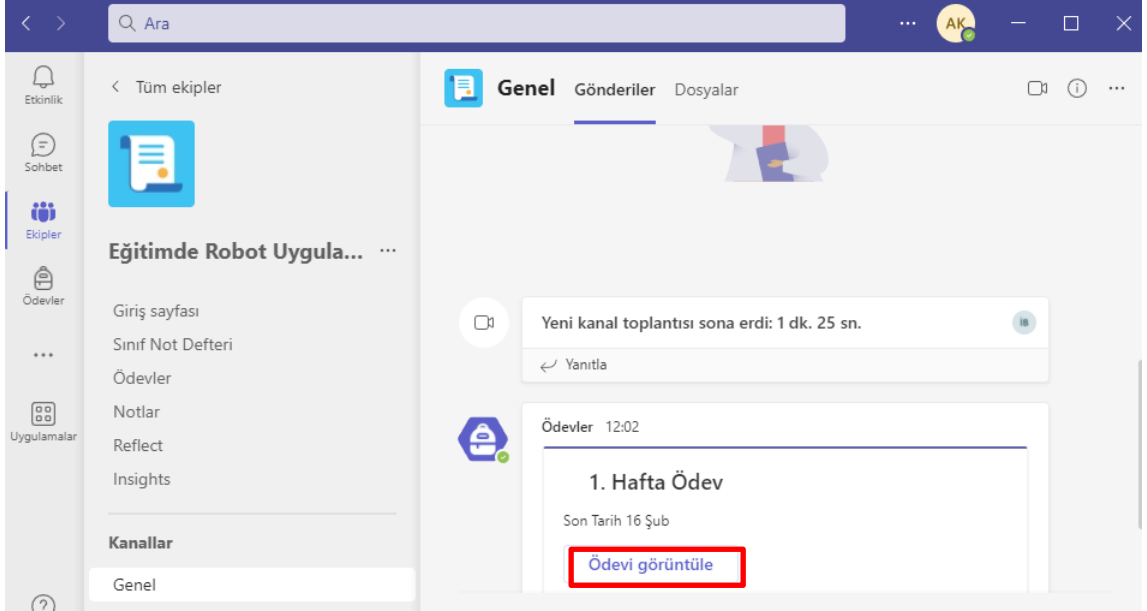 Ara
AK
Etkinlik
Sohbet
Ekipler
Ödevler
Uygulamalar
Tüm ekipler
Eğitimde Robot Uygula...
Giriş sayfası
Sınıf Not Defteri
Ödevler
Notlar
Reflect
Insights
Kanallar
Genel
Genel Gönderiler Dosyalar
Yeni kanal toplantısı sona erdi: 1 dk. 25 sn.
İB
Yanıtla
Ödevler 12:02
1. Hafta Ödev
Son Tarih 16 Şub
Ödevi görüntüle